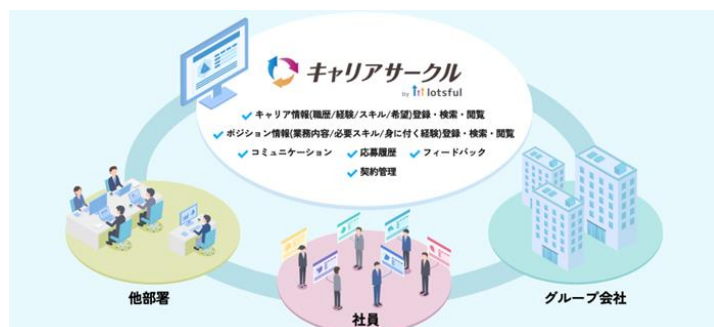 キャリアサークル
by lotsful
キャリア情報(職歴/経験/スキル/希望)登録・検索・閲覧
ポジション情報(業務内容/必要スキル/身に付く経験)登録・検索・閲覧
コミュニケーション 応募履歴 フィードバック
契約管理
他部署
社員
グループ会社